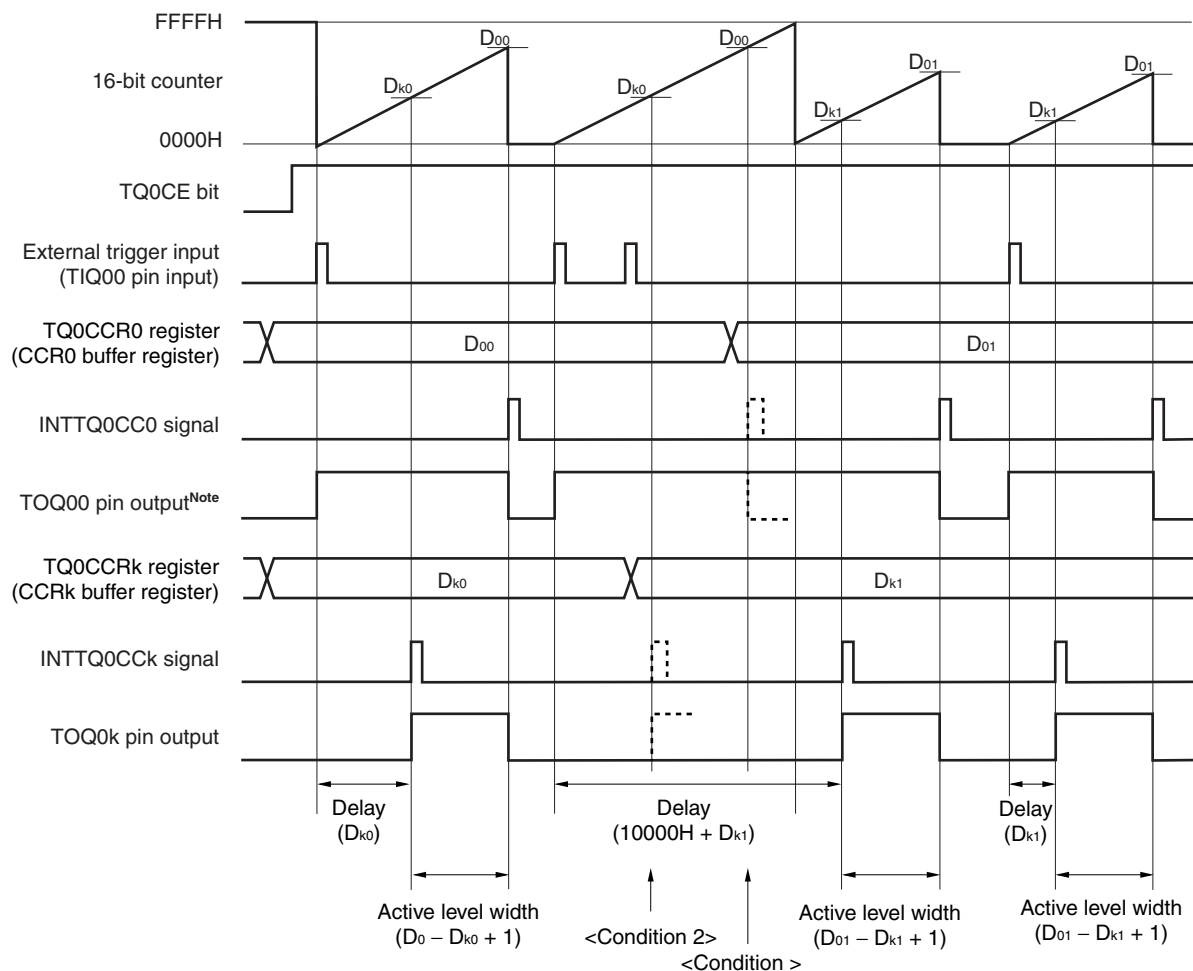 FFFFH
D00
D00
16-bit counter
Dk0
Dk0
D01
D01
Dk1
Dk1
0000H
TQ0CE bit
External trigger input
(TIQ00 pin input)
TQ0CCR0 register
(CCR0 buffer register)
D00
D01
INTTQ0CC0 signal
TOQ00 pin outputNote
TQ0CCRk register
(CCRk buffer register)
Dk0
Dk1
INTTQ0CCk signal
TOQ0k pin output
Delay
(Dk0)
Delay
(10000H + Dk1)
Delay
(Dk1)
Active level width
(D0 − Dk0 + 1)
<Condition 2>
<Condition >
Active level width
(D01 − Dk1 + 1)
Active level width
(D01 − Dk1 + 1)